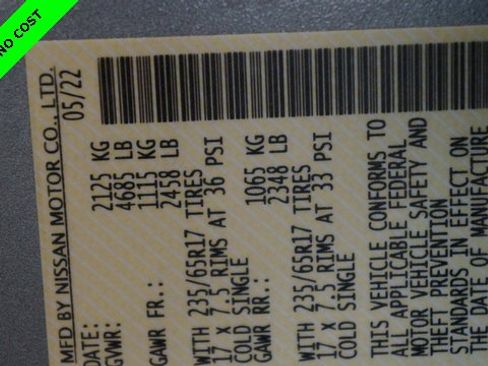 NO COST
MFD BY NISSAN MOTOR CO., LTD.
DATE: 05/22
GVWR: 2125 KG
4685 LB
GAWR FR.: 1115 KG
2458 LB
WITH 235/65R17 TIRES
17 X 7.5 RIMS AT 36 PSI
COLD SINGLE
GAWR RR.: 1065 KG
2348 LB
WITH 235/65R17 TIRES
17 X 7.5 RIMS AT 33 PSI
COLD SINGLE
THIS VEHICLE CONFORMS TO
ALL APPLICABLE FEDERAL
MOTOR VEHICLE SAFETY AND
THEFT PREVENTION
STANDARDS IN EFFECT ON
THE DATE OF MANUFACTURE